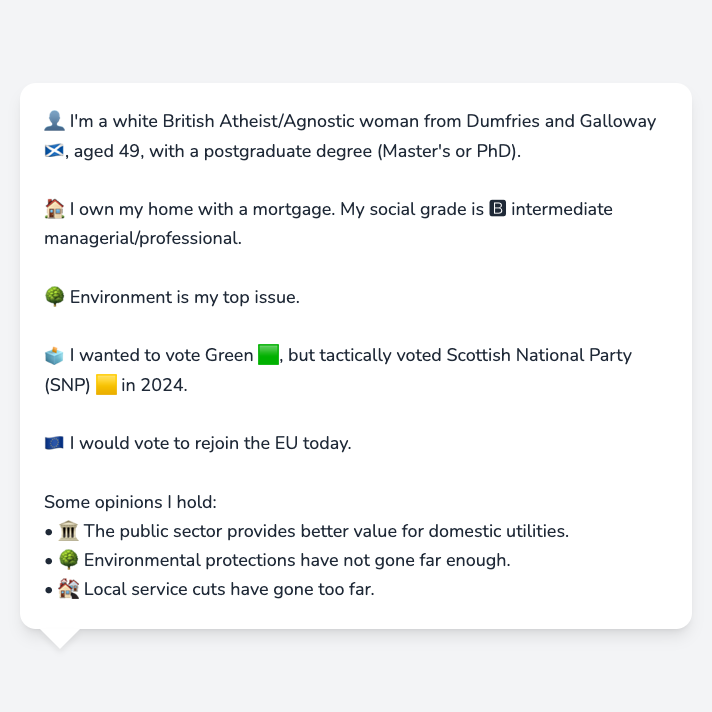 👤 I'm a white British Atheist/Agnostic woman from Dumfries and Galloway
🏴󠁧󠁢󠁳󠁣󠁴󠁿, aged 49, with a postgraduate degree (Master's or PhD).
🏠 I own my home with a mortgage. My social grade is 🅱 intermediate
managerial/professional.
🌳 Environment is my top issue.
🗳️ I wanted to vote Green 🟩, but tactically voted Scottish National Party
(SNP) 🟨 in 2024.
🇪🇺 I would vote to rejoin the EU today.
Some opinions I hold:
• 🏛️ The public sector provides better value for domestic utilities.
• 🌳 Environmental protections have not gone far enough.
• 🏘️ Local service cuts have gone too far.